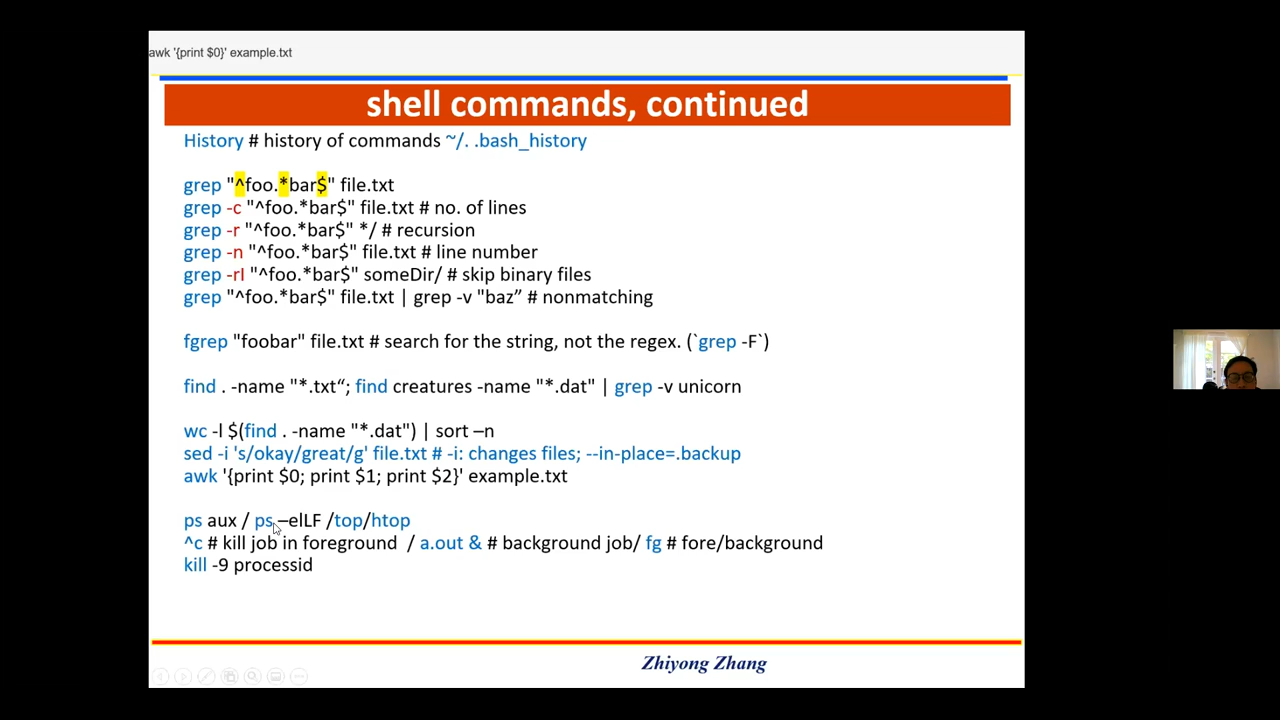 awk '{print $0}' example.txt
shell commands, continued
History # history of commands ~/. .bash_history
grep "^foo.*bar$" file.txt
grep -c "^foo.*bar$" file.txt # no. of lines
grep -r "^foo.*bar$" */ # recursion
grep -n "^foo.*bar$" file.txt # line number
grep -rI "^foo.*bar$" someDir/ # skip binary files
grep "^foo.*bar$" file.txt | grep -v "baz” # nonmatching
fgrep "foobar" file.txt # search for the string, not the regex. (`grep -F`)
find . -name "*.txt“; find creatures -name "*.dat" | grep -v unicorn
wc -l $(find . -name "*.dat") | sort –n
sed -i 's/okay/great/g' file.txt # -i: changes files; --in-place=.backup
awk '{print $0; print $1; print $2}' example.txt
ps aux / ps –elLF /top/htop
^c # kill job in foreground / a.out & # background job/ fg # fore/background
kill -9 processid
Zhiyong Zhang